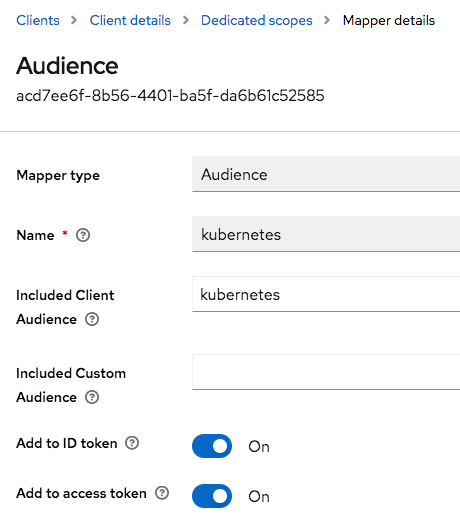 Clients > Client details > Dedicated scopes > Mapper details
Audience
acd7ee6f-8b56-4401-ba5f-da6b61c52585
Mapper type
Audience
Name *
kubernetes
Included Client Audience
kubernetes
Included Custom Audience
Add to ID token
On
Add to access token
On